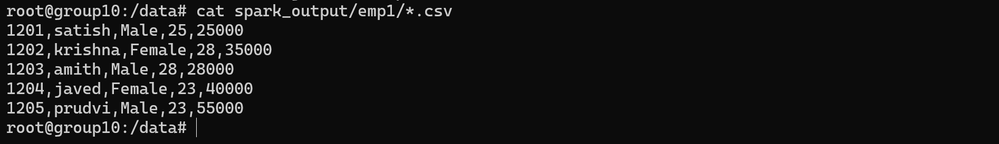 root@group10:/data# cat spark_output/emp1/*.csv
1201,satish,Male,25,25000
1202,krishna,Female,28,35000
1203,amith,Male,28,28000
1204,javed,Female,23,40000
1205,prudvi,Male,23,55000
root@group10:/data#